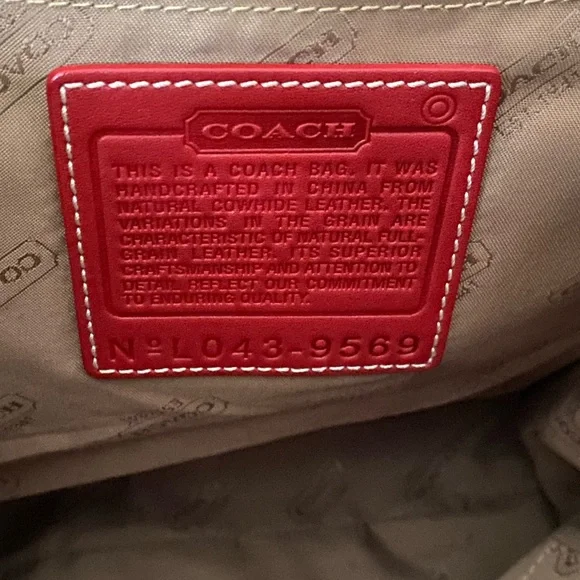 COACH
THIS IS A COACH BAG. IT WAS
HANDCRAFTED IN CHINA FROM
NATURAL COWHIDE LEATHER. THE
VARIATIONS IN THE GRAIN ARE
CHARACTERISTIC OF NATURAL FULL-
GRAIN LEATHER. ITS SUPERIOR
CRAFTSMANSHIP AND ATTENTION TO
DETAIL REFLECT OUR COMMITMENT
TO ENDURING QUALITY.
Nº L043-9569
COACH